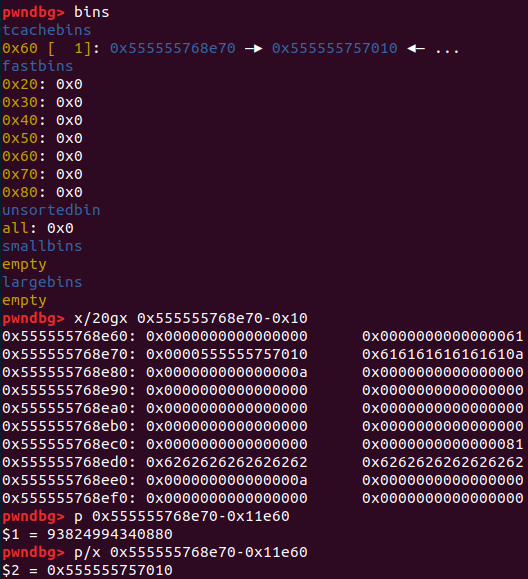 pwndbg> bins
tcachebins
0x60 [  1]: 0x555555768e70 —▸ 0x555555757010 ◂— ...
fastbins
0x20: 0x0
0x30: 0x0
0x40: 0x0
0x50: 0x0
0x60: 0x0
0x70: 0x0
0x80: 0x0
unsortedbin
all: 0x0
smallbins
empty
largebins
empty
pwndbg> x/20gx 0x555555768e70-0x10
0x555555768e60: 0x0000000000000000 0x0000000000000061
0x555555768e70: 0x0000555555757010 0x616161616161610a
0x555555768e80: 0x000000000000000a 0x0000000000000000
0x555555768e90: 0x0000000000000000 0x0000000000000000
0x555555768ea0: 0x0000000000000000 0x0000000000000000
0x555555768eb0: 0x0000000000000000 0x0000000000000000
0x555555768ec0: 0x0000000000000000 0x0000000000000081
0x555555768ed0: 0x6262626262626262 0x6262626262626262
0x555555768ee0: 0x000000000000000a 0x0000000000000000
0x555555768ef0: 0x0000000000000000 0x0000000000000000
pwndbg> p 0x555555768e70-0x11e60
$1 = 93824994340880
pwndbg> p/x 0x555555768e70-0x11e60
$2 = 0x555555757010